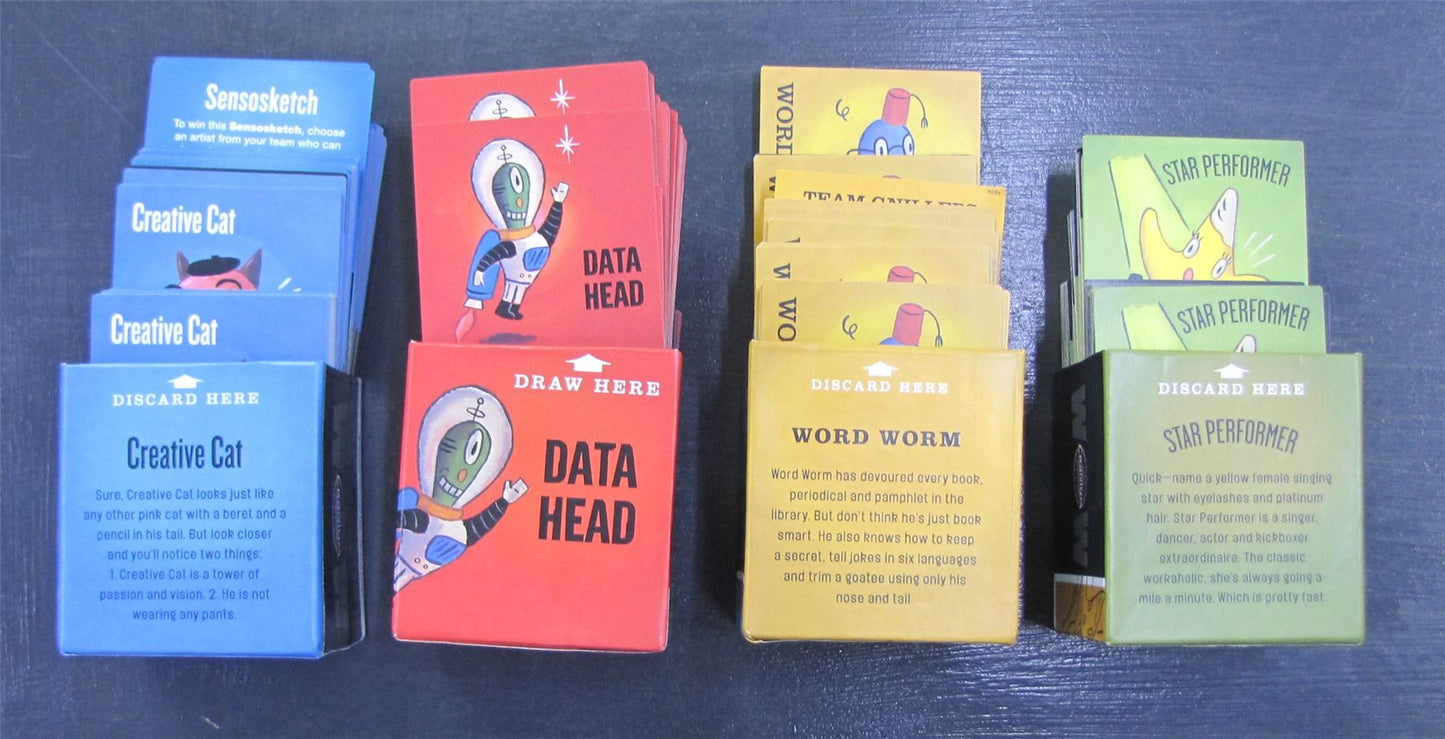 Sensosketch
To win this Sensosketch, choose
an artist from your team who can
Creative Cat
Creative Cat
DISCARD HERE
Creative Cat
Sure, Creative Cat looks just like
any other pink cat with a beret and a
pencil in his tail. But look closer
and you'll notice two things:
1. Creative Cat is a tower of
passion and vision. 2. He is not
wearing any pants.
DATA
HEAD
DRAW HERE
DATA
HEAD
WORD
W
TEAM GNILLEPS
W
W
WO
DISCARD HERE
WORD WORM
Word Worm has devoured every book,
periodical and pamphlet in the
library. But don't think he's just book
smart. He also knows how to keep
a secret, tell jokes in six languages
and trim a goatee using only his
nose and tail.
STAR PERFORMER
STAR PERFORMER
DISCARD HERE
STAR PERFORMER
Quick—name a yellow female singing
star with eyelashes and platinum
hair. Star Performer is a singer,
dancer, actor and kickboxer
extraordinaire. The classic
workaholic, she's always going a
mile a minute. Which is pretty fast.